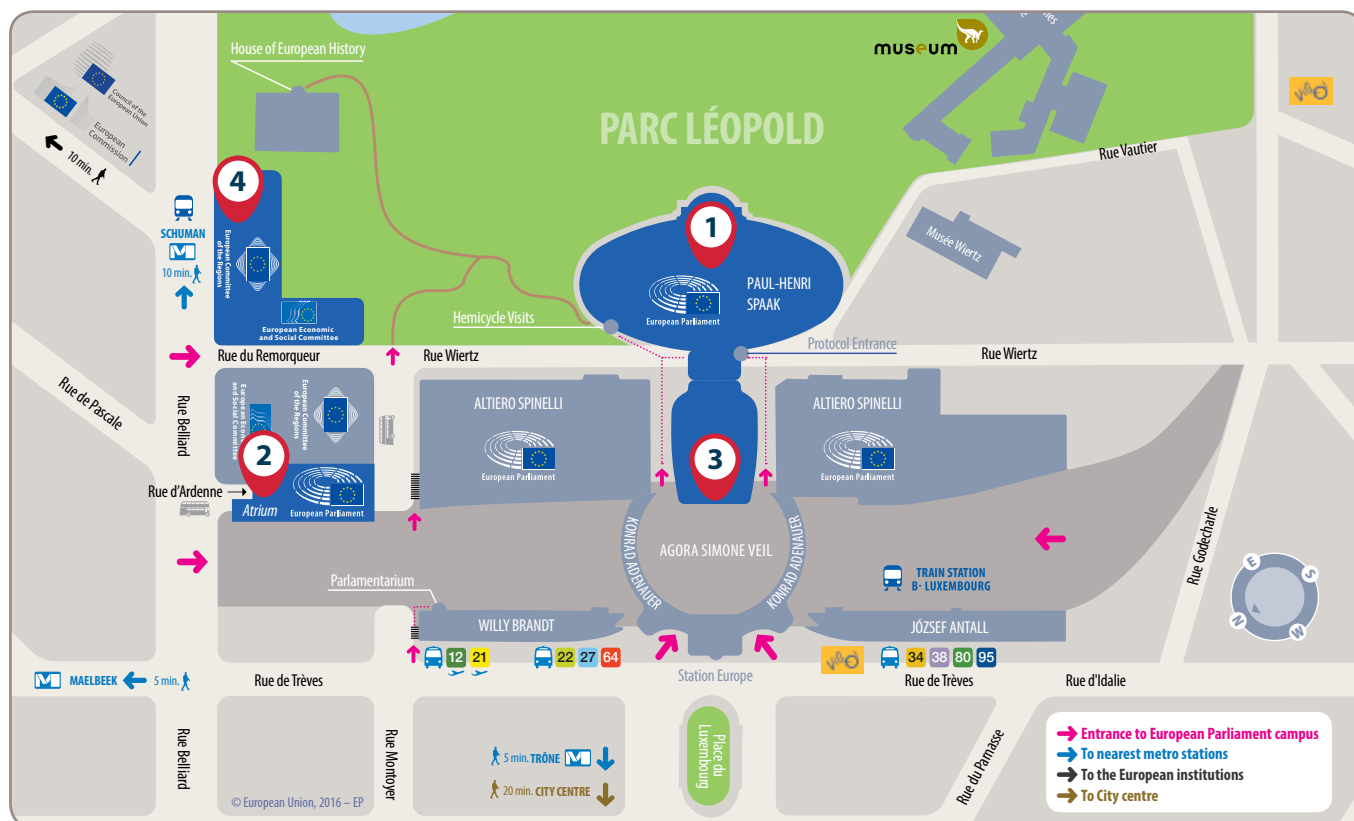 House of European History
museum
Council of the
European Union
European
Commission
10 min.
PARC LÉOPOLD
Rue Vautier
4
1
SCHUMAN
10 min.
European Committee
of the Regions
Musée Wiertz
PAUL-HENRI
SPAAK
European Parliament
European Economic
and Social Committee
Hemicycle Visits
Protocol Entrance
Rue du Remorqueur
Rue Wiertz
Rue Wiertz
Rue de Pascale
Rue Belliard
European Econo
and Social Committee
European Committee
of the Regions
ALTIERO SPINELLI
European Parliament
ALTIERO SPINELLI
European Parliament
2
3
Rue d'Ardenne
Atrium
European Parliament
KONRAD ADENAUER
AGORA SIMONE VEIL
KONRAD ADENAUER
Rue Godecharle
TRAIN STATION
B- LUXEMBOURG
E
S
N
W
Parlamentarium
WILLY BRANDT
JÓZSEF ANTALL
12 21
22 27 64
34 38 80 95
MAELBEEK
5 min.
Rue de Trèves
Station Europe
Rue de Trèves
Rue d'Idalie
Rue Belliard
Rue Montoyer
Place du
Luxembourg
Rue du Parnasse
5 min. TRÔNE
20 min. CITY CENTRE
Entrance to European Parliament campus
To nearest metro stations
To the European institutions
To City centre
© European Union, 2016 – EP